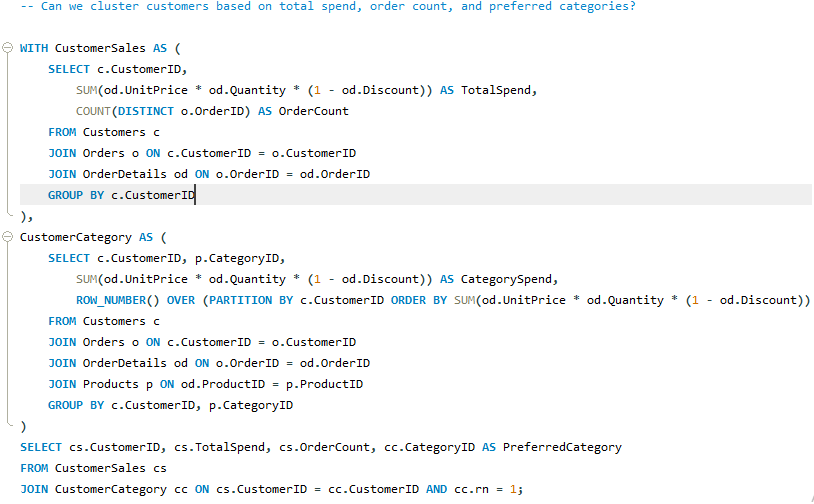 -- Can we cluster customers based on total spend, order count, and preferred categories?
WITH CustomerSales AS (
SELECT c.CustomerID,
SUM(od.UnitPrice * od.Quantity * (1 - od.Discount)) AS TotalSpend,
COUNT(DISTINCT o.OrderID) AS OrderCount
FROM Customers c
JOIN Orders o ON c.CustomerID = o.CustomerID
JOIN OrderDetails od ON o.OrderID = od.OrderID
GROUP BY c.CustomerID
),
CustomerCategory AS (
SELECT c.CustomerID, p.CategoryID,
SUM(od.UnitPrice * od.Quantity * (1 - od.Discount)) AS CategorySpend,
ROW_NUMBER() OVER (PARTITION BY c.CustomerID ORDER BY SUM(od.UnitPrice * od.Quantity * (1 - od.Discount))
FROM Customers c
JOIN Orders o ON c.CustomerID = o.CustomerID
JOIN OrderDetails od ON o.OrderID = od.OrderID
JOIN Products p ON od.ProductID = p.ProductID
GROUP BY c.CustomerID, p.CategoryID
)
SELECT cs.CustomerID, cs.TotalSpend, cs.OrderCount, cc.CategoryID AS PreferredCategory
FROM CustomerSales cs
JOIN CustomerCategory cc ON cs.CustomerID = cc.CustomerID AND cc.rn = 1;